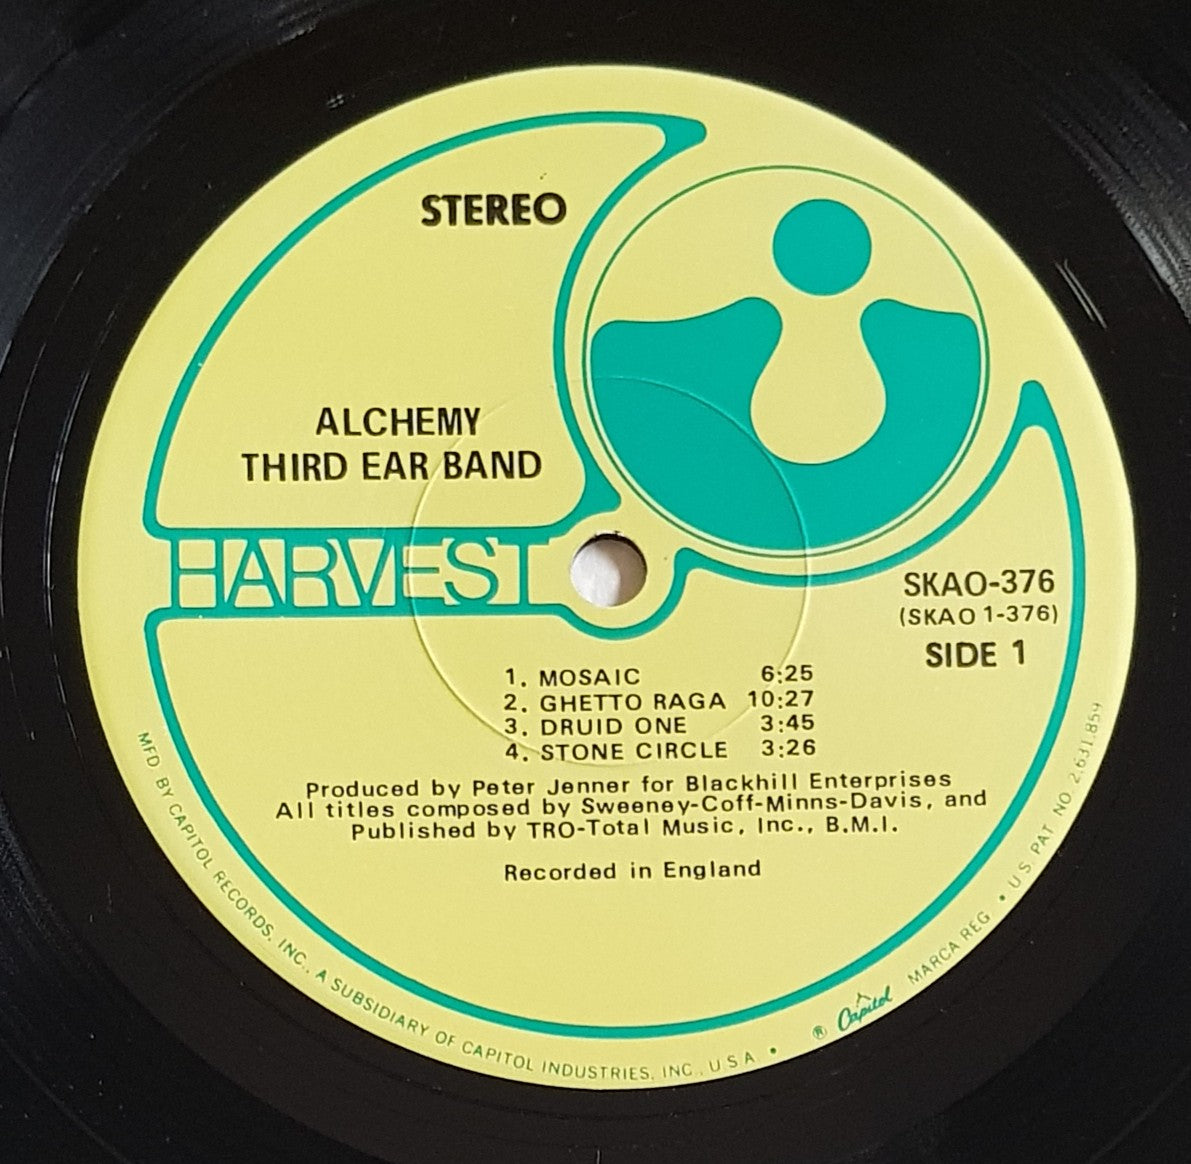 STEREO
ALCHEMY
THIRD EAR BAND
HARVEST
SKAO-376
(SKAO 1-376)
SIDE 1
1. MOSAIC 6:25
2. GHETTO RAGA 10:27
3. DRUID ONE 3:45
4. STONE CIRCLE 3:26
Produced by Peter Jenner for Blackhill Enterprises
All titles composed by Sweeney-Coff-Minns-Davis, and
Published by TRO-Total Music, Inc., B.M.I.
Recorded in England
MFD BY CAPITOL RECORDS, INC., A SUBSIDIARY OF CAPITOL INDUSTRIES, INC., U S A • ® Capitol MARCA REG • U S PAT NO 2,631,859